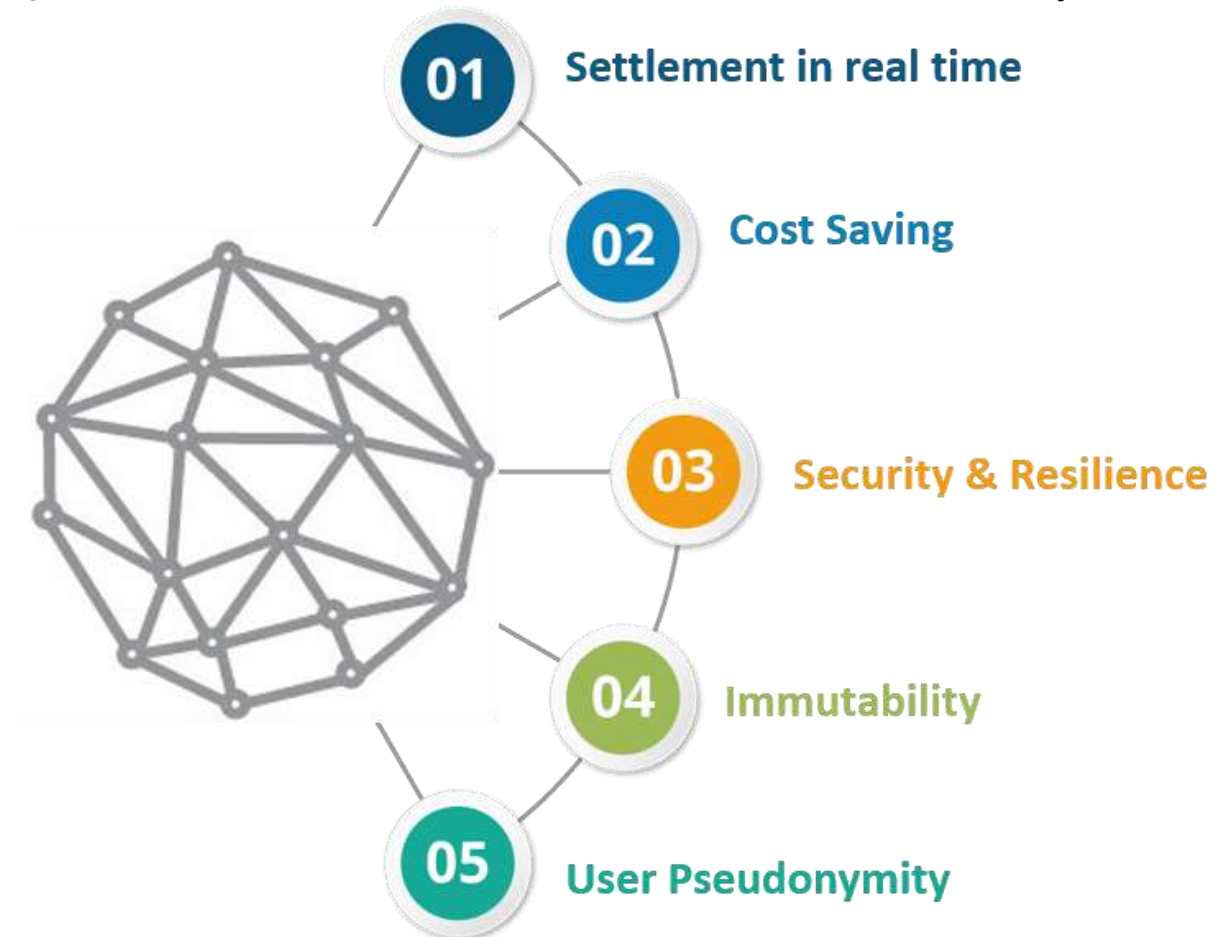 01 Settlement in real time
02 Cost Saving
03 Security & Resilience
04 Immutability
05 User Pseudonymity